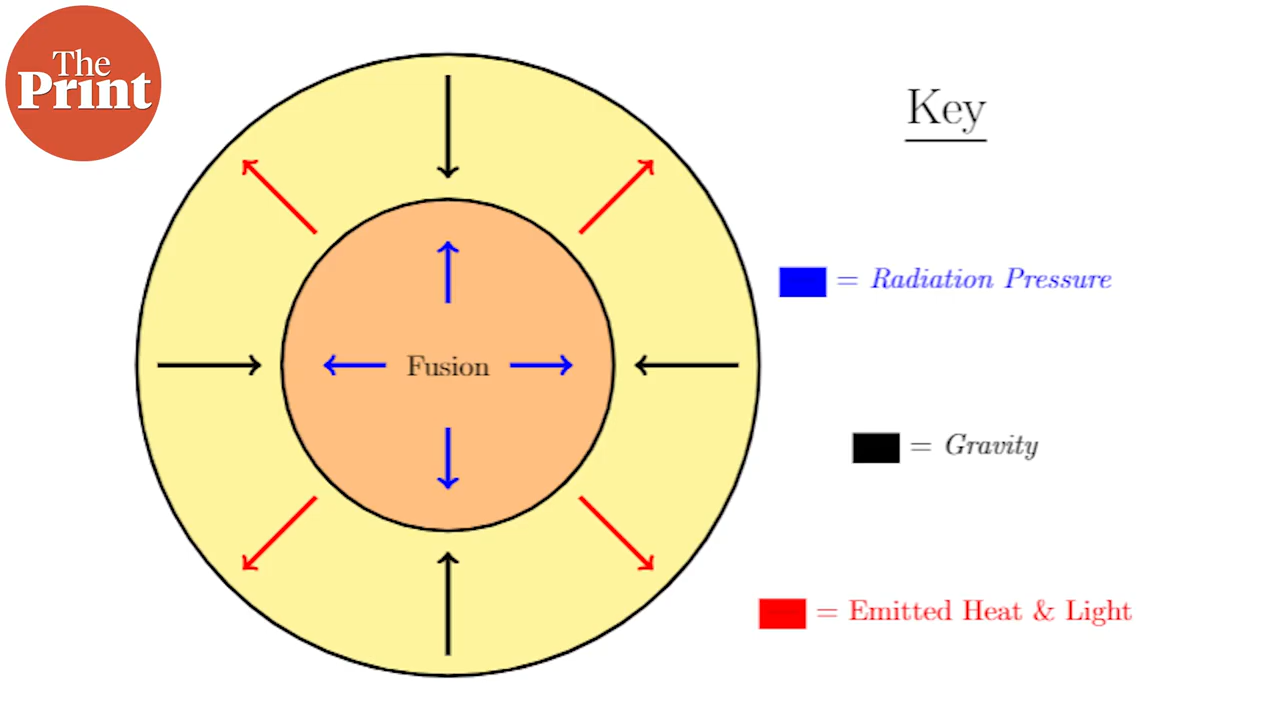 The
Print
Key
= Radiation Pressure
Fusion
= Gravity
= Emitted Heat & Light